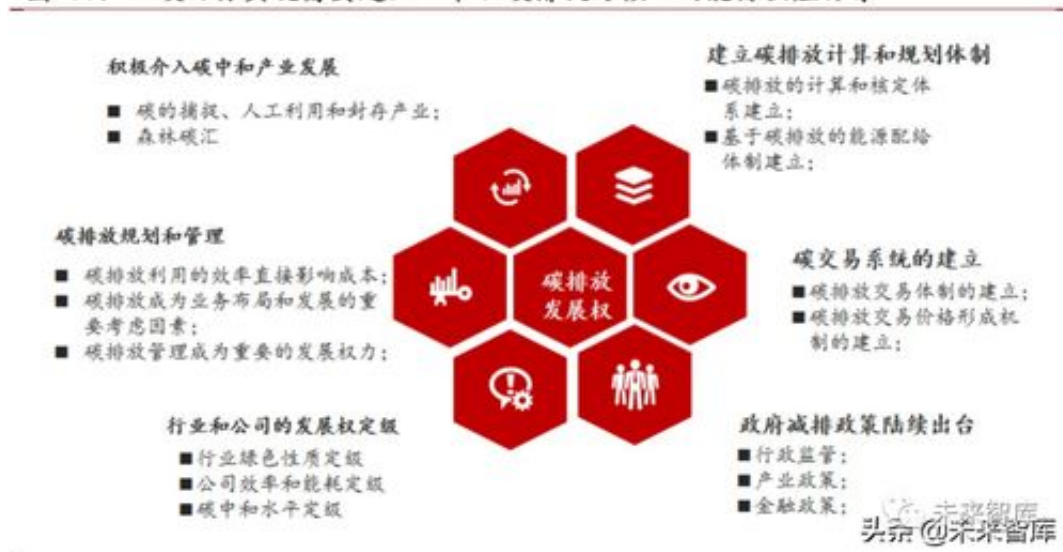 积极介入碳中和产业发展
■ 碳的捕捉、人工利用和封存产业;
■ 森林碳汇
建立碳排放计算和规划体制
■碳排放的计算和核定体
系建立;
■基于碳排放的能源配给
体制建立;
碳排放规划和管理
■ 碳排放利用的效率直接影响成本;
■ 碳排放成为业务布局和发展的重
要考虑因素;
■ 碳排放管理成为重要的发展权力;
碳排放
发展权
碳交易系统的建立
■碳排放交易体制的建立;
■碳排放交易价格形成机
制的建立;
行业和公司的发展权定级
■行业绿色性质定级
■公司效率和能耗定级
■碳中和水平定级
政府减排政策陆续出台
■行政监管;
■产业政策;
■金融政策;
未来智库
头条 @未来智库